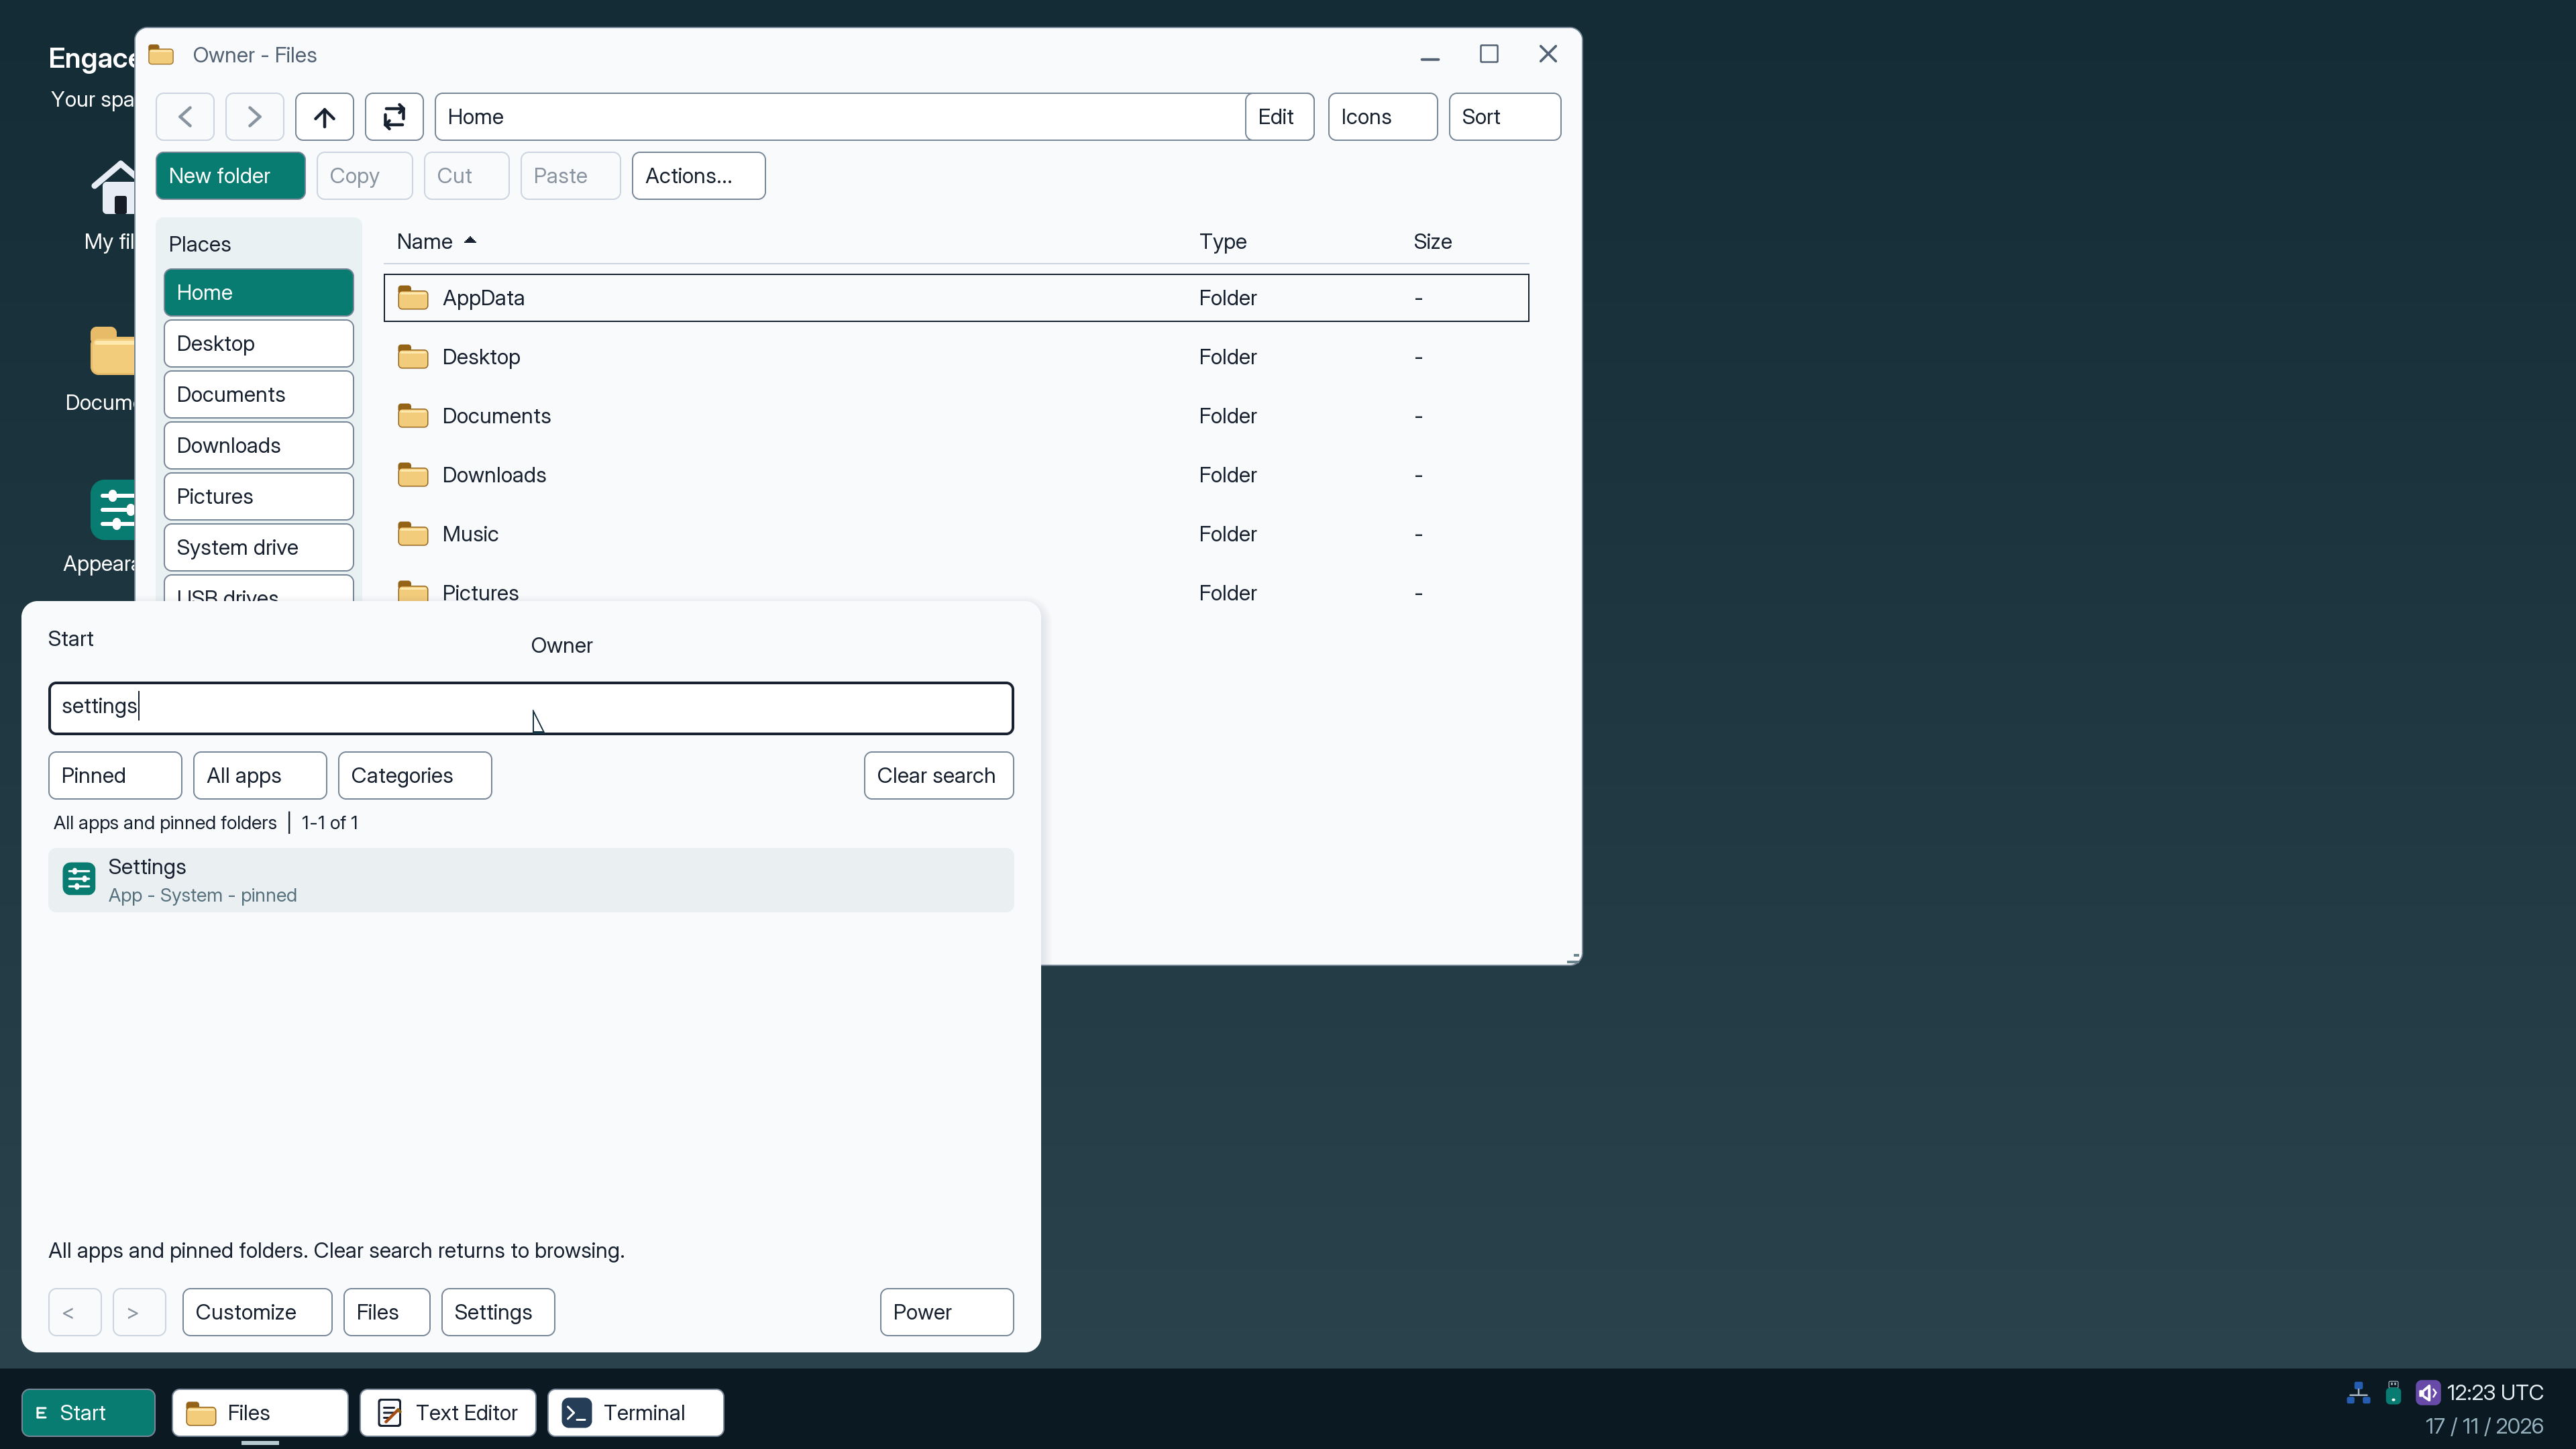 Engace
Your spa
My fil
Docum
Appeara
Owner - Files
Home
Edit
Icons
Sort
New folder
Copy
Cut
Paste
Actions...
Places
Home
Desktop
Documents
Downloads
Pictures
System drive
USB drives
Name
Type
Size
AppData
Folder
-
Desktop
Folder
-
Documents
Folder
-
Downloads
Folder
-
Music
Folder
-
Pictures
Folder
-
Start
Owner
settings
Pinned
All apps
Categories
Clear search
All apps and pinned folders | 1-1 of 1
Settings
App - System - pinned
All apps and pinned folders. Clear search returns to browsing.
<
>
Customize
Files
Settings
Power
E Start
Files
Text Editor
Terminal
12:23 UTC
17 / 11 / 2026